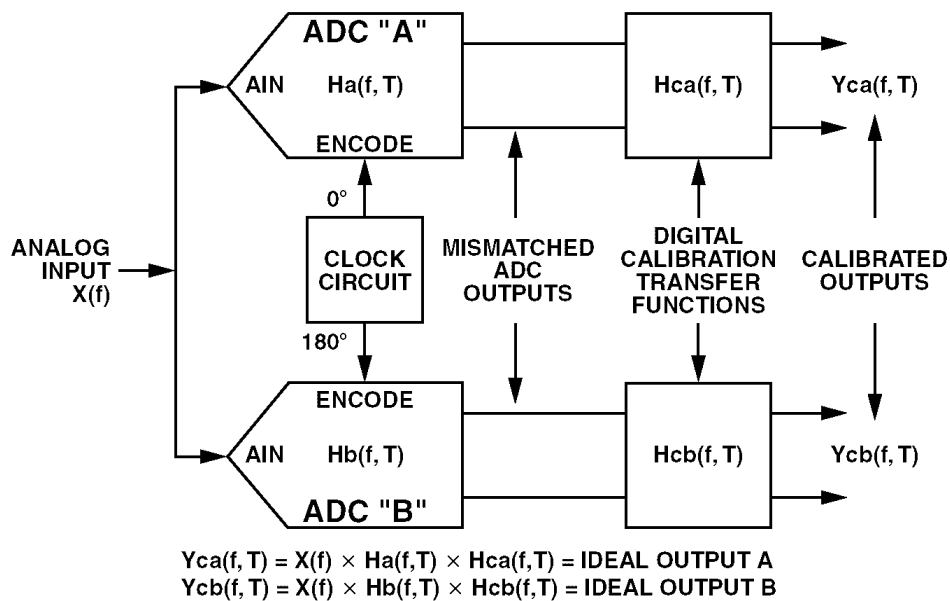 ADC "A"
AIN
Ha(f, T)
ENCODE
Hca(f, T)
Yca(f, T)
0°
ANALOG
INPUT
X(f)
CLOCK
CIRCUIT
MISMATCHED
ADC
OUTPUTS
DIGITAL
CALIBRATION
TRANSFER
FUNCTIONS
CALIBRATED
OUTPUTS
180°
ENCODE
AIN
Hb(f, T)
ADC "B"
Hcb(f, T)
Ycb(f, T)
Yca(f, T) = X(f) × Ha(f,T) × Hca(f,T) = IDEAL OUTPUT A
Ycb(f, T) = X(f) × Hb(f,T) × Hcb(f,T) = IDEAL OUTPUT B